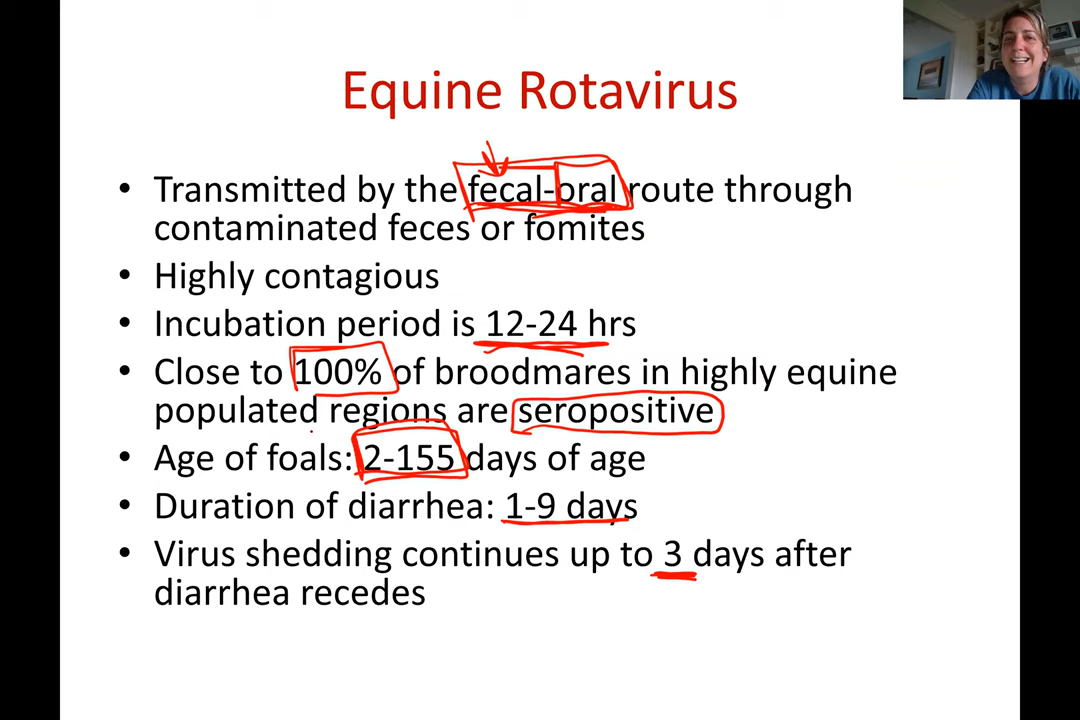 Equine Rotavirus
• Transmitted by the fecal-oral route through
contaminated feces or fomites
• Highly contagious
• Incubation period is 12-24 hrs
• Close to 100% of broodmares in highly equine
populated regions are seropositive
• Age of foals: 2-155 days of age
• Duration of diarrhea: 1-9 days
• Virus shedding continues up to 3 days after
diarrhea recedes